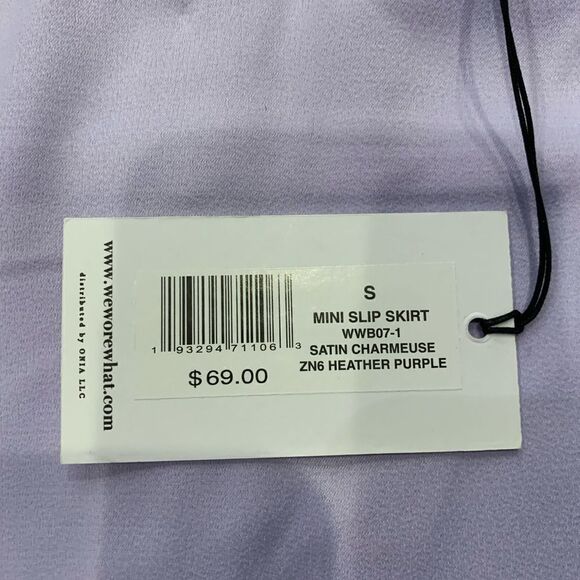 www.weworewhat.com
distributed by ONIA LLC
1 93294 71106 3
$69.00
S
MINI SLIP SKIRT
WWB07-1
SATIN CHARMEUSE
ZN6 HEATHER PURPLE